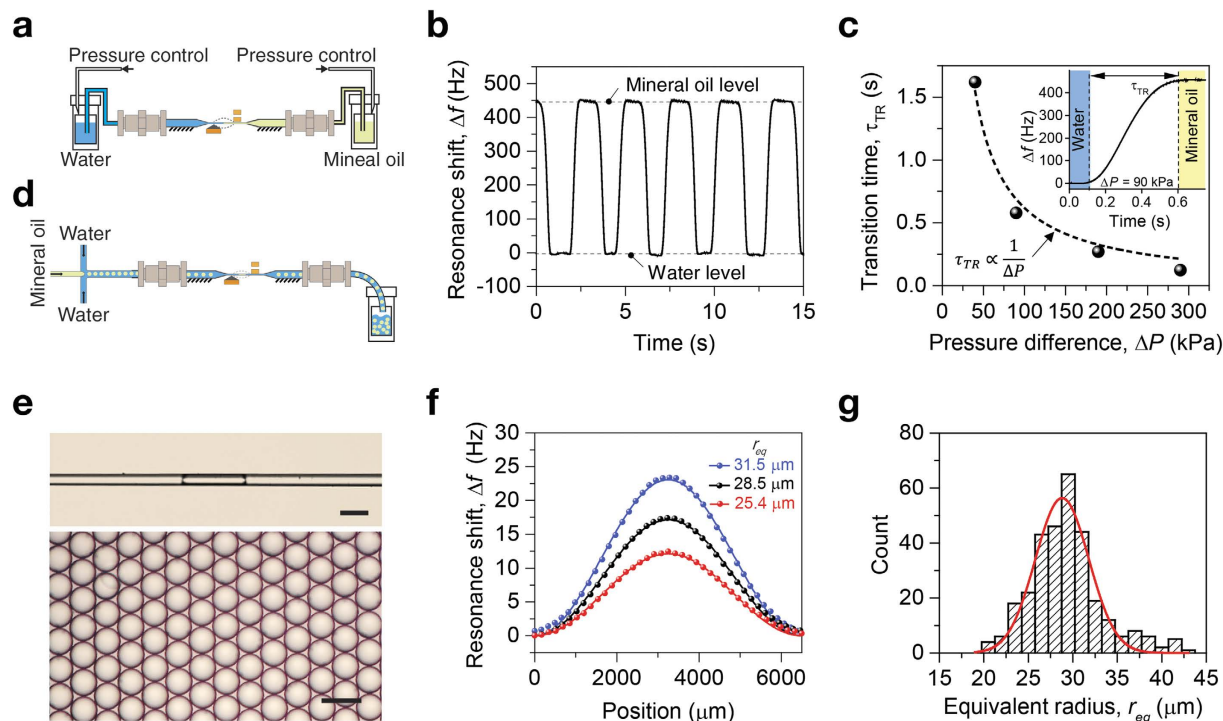 a
Pressure control Pressure control
Water Mineal oil
b
Resonance shift, Δf (Hz)
500
400
300
200
100
0
-100
Mineral oil level
Water level
0 5 10 15
Time (s)
c
Transition time, τTR (s)
1.5
1.0
0.5
0.0
τTR ∝ 1/ΔP
0 50 100 150 200 250 300
Pressure difference, ΔP (kPa)
Δf (Hz)
400
300
200
100
0
Water
τTR
Mineral oil
ΔP = 90 kPa
0.0 0.2 0.4 0.6
Time (s)
d
Mineral oil
Water
Water
e
f
Resonance shift, Δf (Hz)
30
25
20
15
10
5
0
req
31.5 μm
28.5 μm
25.4 μm
0 2000 4000 6000
Position (μm)
g
Count
80
60
40
20
0
15 20 25 30 35 40 45
Equivalent radius, req (μm)